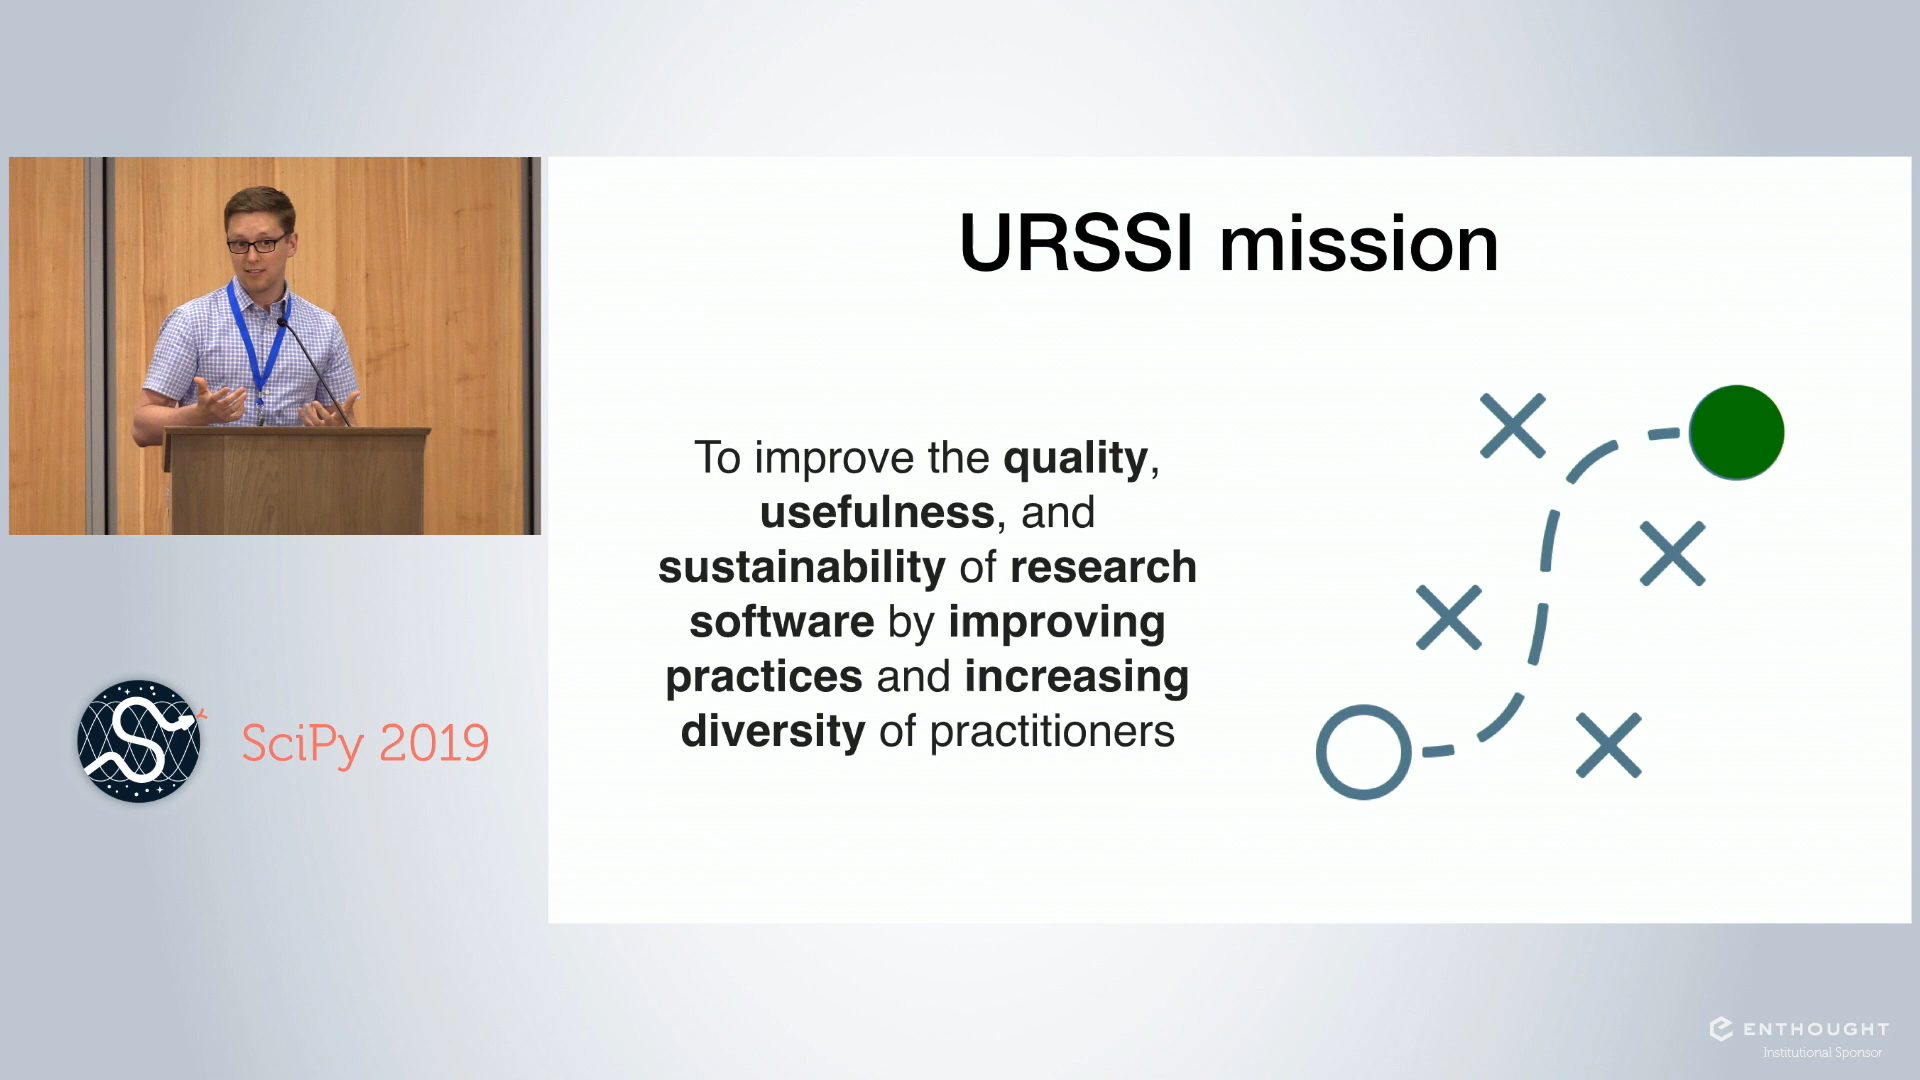 URSSI mission
To improve the quality,
usefulness, and
sustainability of research
software by improving
practices and increasing
diversity of practitioners
SciPy 2019
ENTHOUGHT
Institutional Sponsor